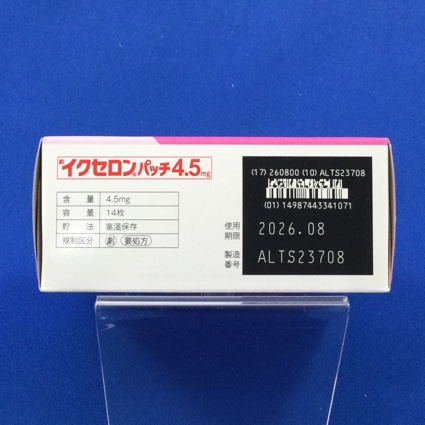 劇 イクセロン®パッチ4.5mg
含 量 4.5mg
容 量 14枚
貯 法 室温保存
規制区分 劇 要処方
(17) 260800 (10) ALTS23708
(01) 14987443341071
使用期限 2026.08
製造番号 ALTS23708